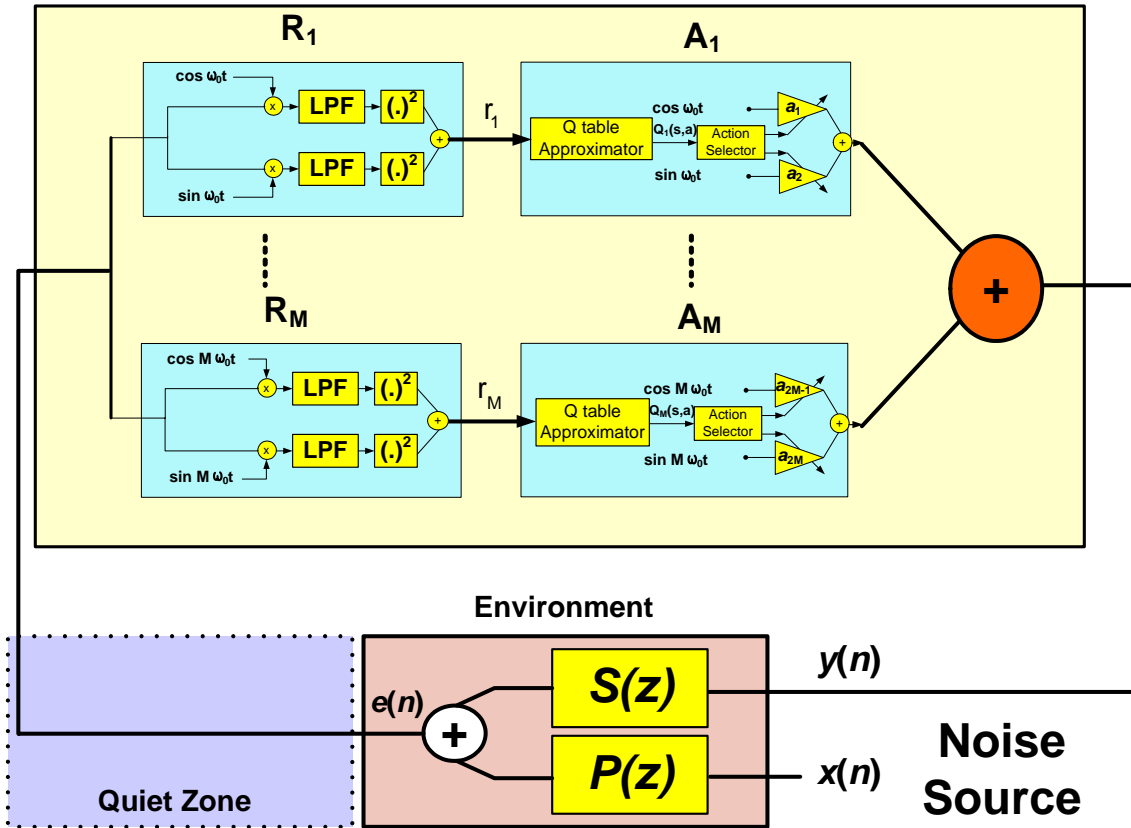 R1
A1
cos ω0t
x
LPF
(.)2
r1
+
x
LPF
(.)2
sin ω0t
Q table
Approximator
cos ω0t
Q1(s,a)
Action
Selector
sin ω0t
a1
a2
+
RM
AM
+
cos M ω0t
x
LPF
(.)2
rM
+
x
LPF
(.)2
sin M ω0t
Q table
Approximator
cos M ω0t
QM(s,a)
Action
Selector
sin M ω0t
a2M-1
a2M
+
Environment
e(n)
+
S(z)
P(z)
y(n)
x(n)
Noise
Source
Quiet Zone